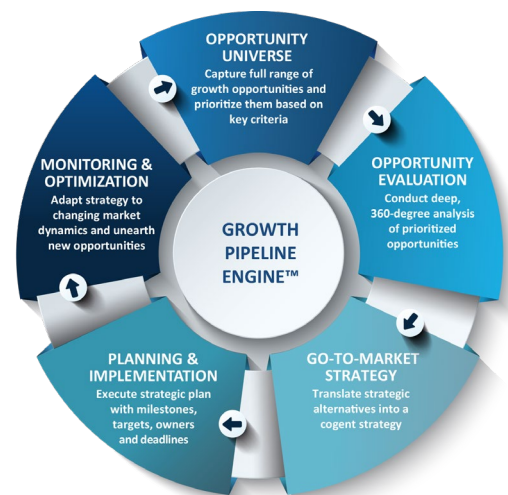 OPPORTUNITY
UNIVERSE
Capture full range of
growth opportunities and
prioritize them based on
key criteria
OPPORTUNITY
EVALUATION
Conduct deep,
360-degree analysis
of prioritized
opportunities
GO-TO-MARKET
STRATEGY
Translate strategic
alternatives into a
cogent strategy
PLANNING &
IMPLEMENTATION
Execute strategic plan
with milestones,
targets, owners
and deadlines
MONITORING &
OPTIMIZATION
Adapt strategy to
changing market
dynamics and unearth
new opportunities
GROWTH
PIPELINE
ENGINE™